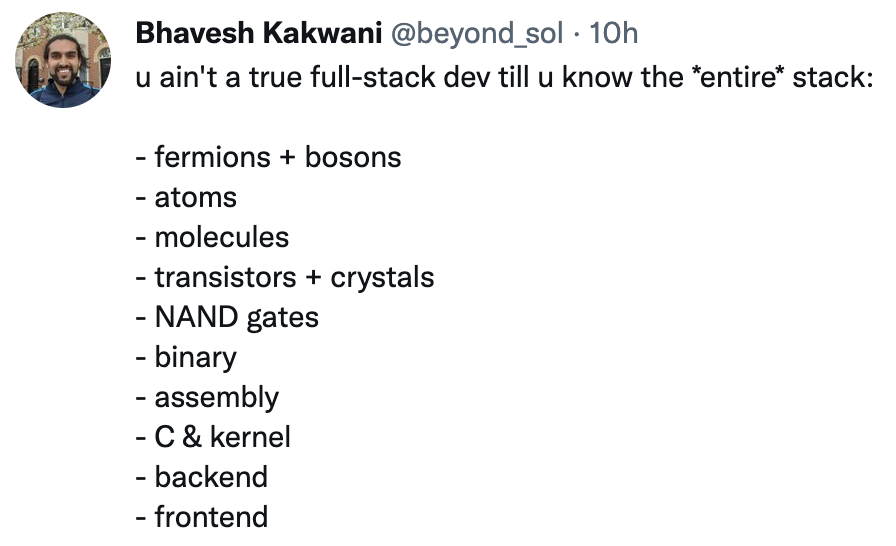 Bhavesh Kakwani @beyond_sol · 10h
u ain't a true full-stack dev till u know the *entire* stack:
- fermions + bosons
- atoms
- molecules
- transistors + crystals
- NAND gates
- binary
- assembly
- C & kernel
- backend
- frontend